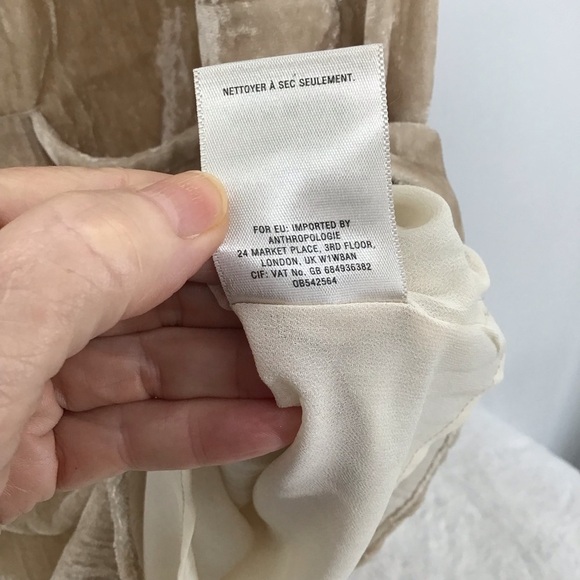 NETTOYER À SEC SEULEMENT.
FOR EU: IMPORTED BY
ANTHROPOLOGIE
24 MARKET PLACE, 3RD FLOOR,
LONDON, UK W1W8AN
CIF: VAT No. GB 684936382
OB542564